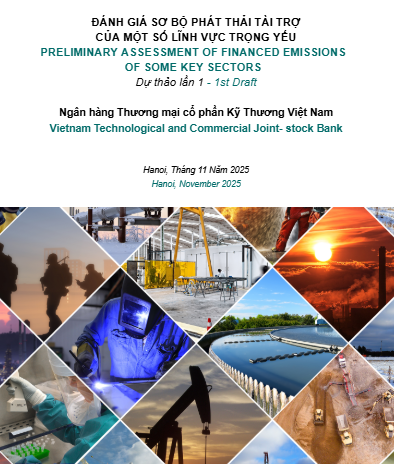 ĐÁNH GIÁ SƠ BỘ PHÁT THẢI TÀI TRỢ
CỦA MỘT SỐ LĨNH VỰC TRỌNG YẾU
PRELIMINARY ASSESSMENT OF FINANCED EMISSIONS
OF SOME KEY SECTORS
Dự thảo lần 1 - 1st Draft
Ngân hàng Thương mại cổ phần Kỹ Thương Việt Nam
Vietnam Technological and Commercial Joint- stock Bank
Hanoi, Tháng 11 Năm 2025
Hanoi, November 2025